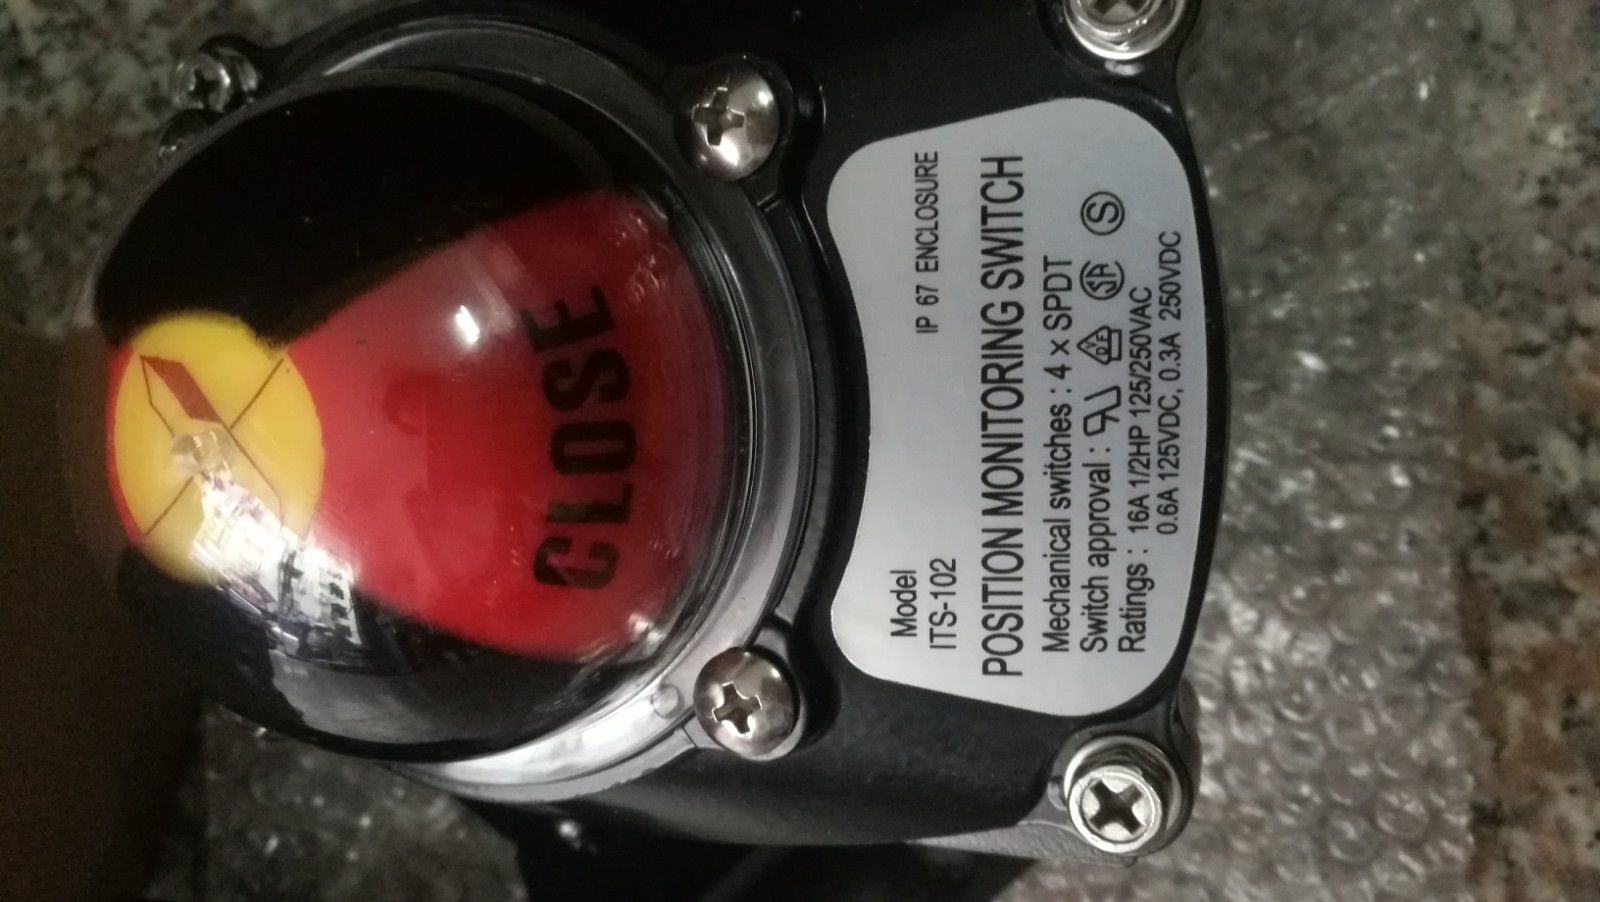 CLOSE
Model
ITS-102
IP 67 ENCLOSURE
POSITION MONITORING SWITCH
Mechanical switches : 4 × SPDT
Switch approval :
Ratings : 16A 1/2HP 125/250VAC
0.6A 125VDC, 0.3A 250VDC